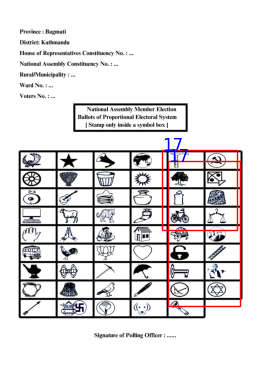 Province : Bagmati
District: Kathmandu
House of Representatives Constituency No. : ...
National Assembly Constituency No. : ...
Rural/Municipality : ...
Ward No. : ...
Voters No. : ...
National Assembly Member Election
Ballots of Proportional Electoral System
[ Stamp only inside a symbol box ]
17
17
Signature of Polling Officer : ......